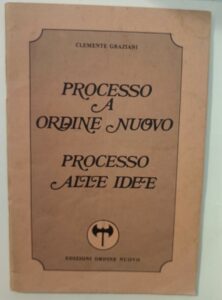 CLEMENTE GRAZIANI
PROCESSO
A
ORDINE NUOVO
PROCESSO
ALLE IDEE
EDIZIONI ORDINE NUOVO